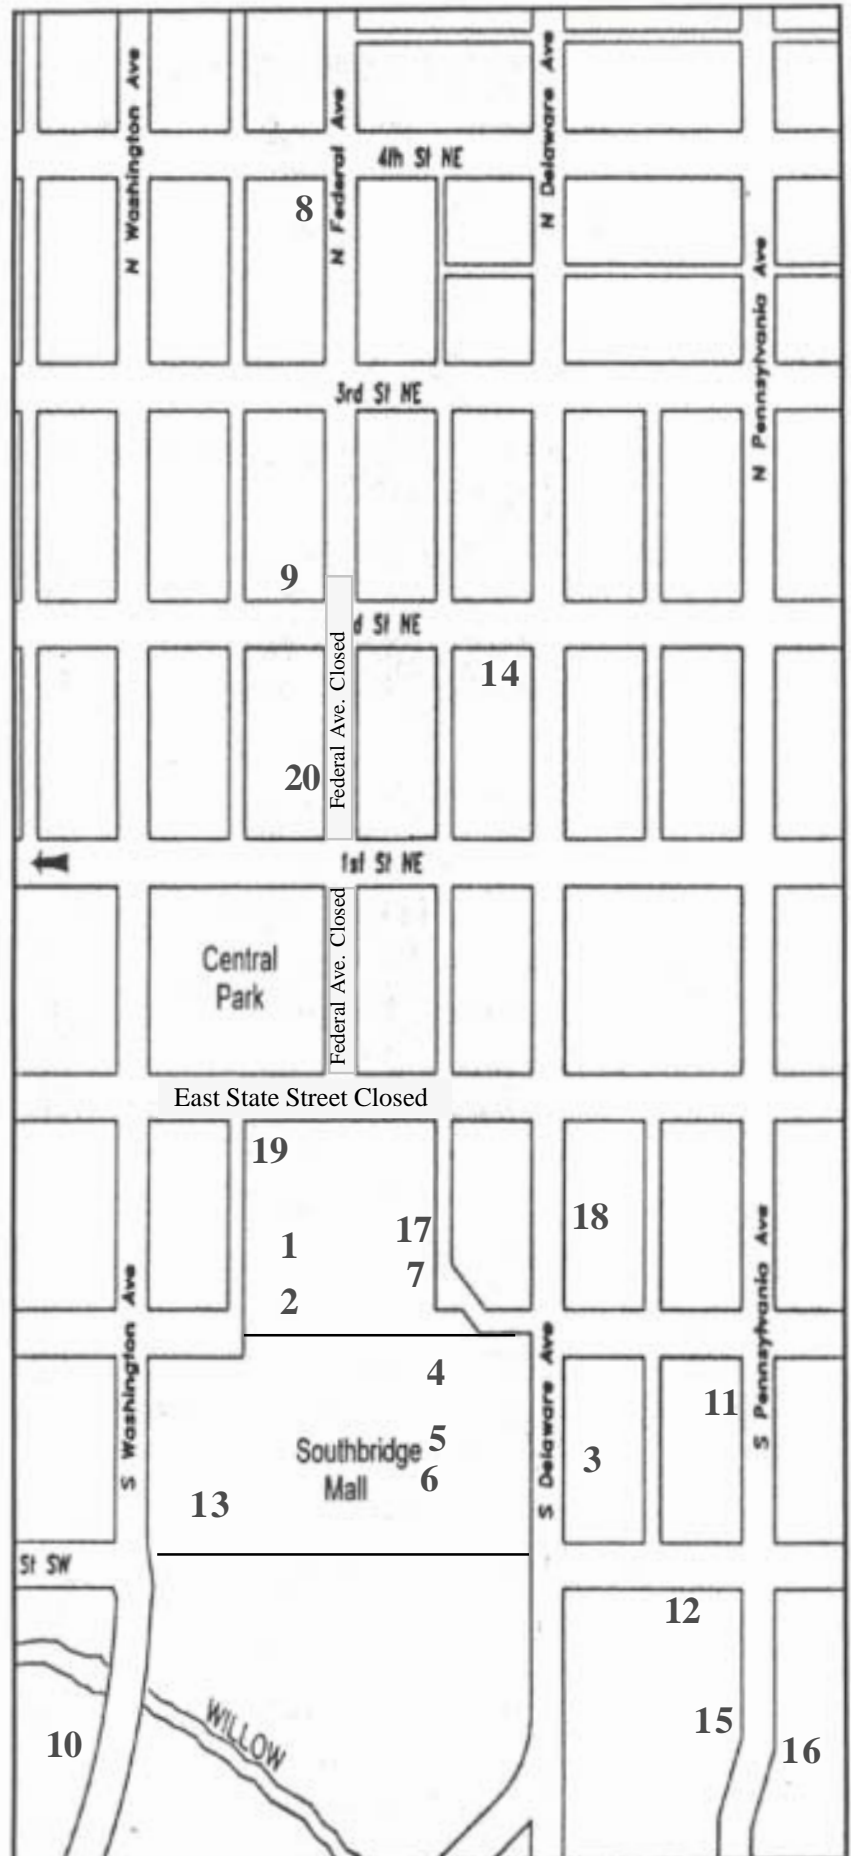 N Washington Ave
N Federal Ave
N Delaware Ave
4th St NE
8
N Pennsylvania Ave
3rd St NE
9
d St NE
Federal Ave. Closed
14
20
1st St NE
Federal Ave. Closed
Central
Park
East State Street Closed
19
17
18
1
7
2
S Washington Ave
S Delaware Ave
S Pennsylvania Ave
4
11
5
Southbridge
3
6
Mall
13
St SW
12
WILLOW
15
10
16